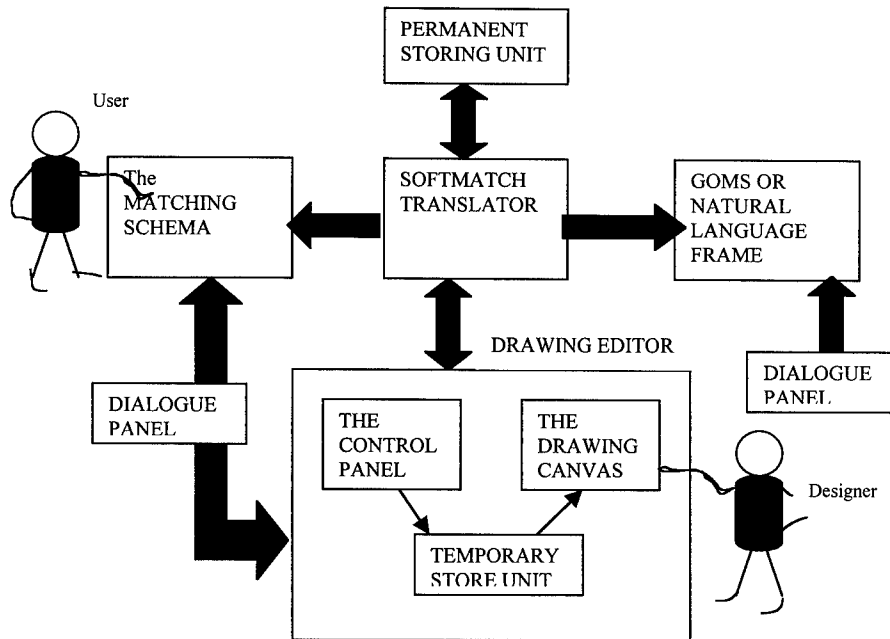 PERMANENT
STORING UNIT
User
The
MATCHING
SCHEMA
SOFTMATCH
TRANSLATOR
GOMS OR
NATURAL
LANGUAGE
FRAME
DRAWING EDITOR
DIALOGUE
PANEL
DIALOGUE
PANEL
THE
CONTROL
PANEL
THE
DRAWING
CANVAS
Designer
TEMPORARY
STORE UNIT